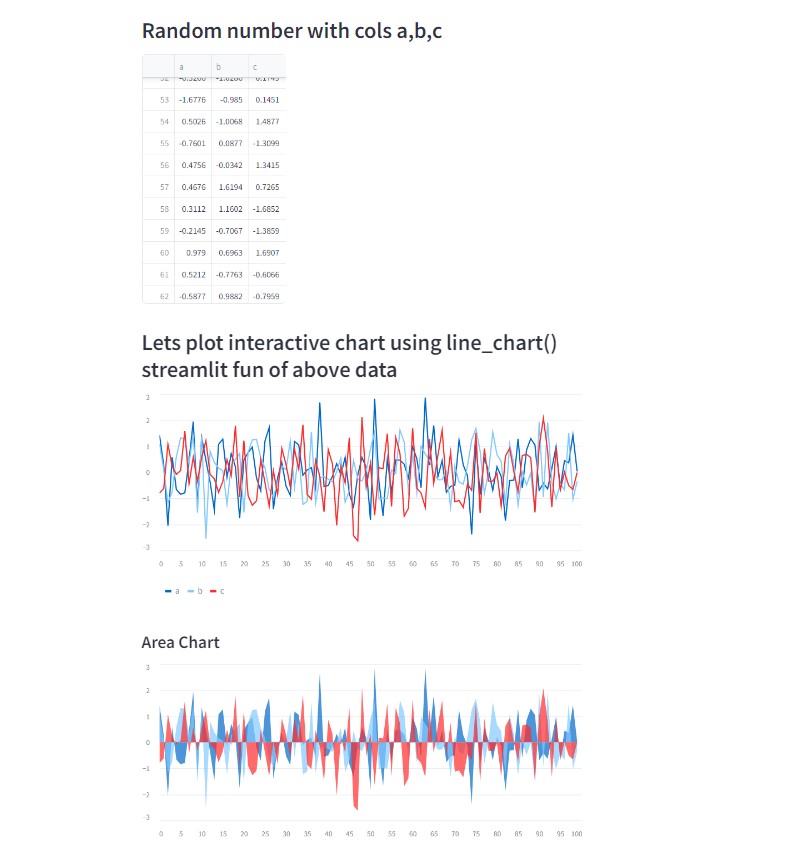 Random number with cols a,b,c
a b c
53 -1.6776 -0.985 0.1451
54 0.5026 -1.0068 1.4877
55 -0.7601 0.0877 -1.3099
56 0.4756 -0.0342 1.3415
57 0.4676 1.6194 0.7265
58 0.3112 1.1602 -1.6852
59 -0.2145 -0.7067 -1.3859
60 0.979 0.6963 1.6907
61 0.5212 -0.7763 -0.6066
62 -0.5877 0.9882 -0.7959
Lets plot interactive chart using line_chart()
streamlit fun of above data
3
2
1
0
−1
−2
−3
0 5 10 15 20 25 30 35 40 45 50 55 60 65 70 75 80 85 90 95 100
a b c
Area Chart
3
2
1
0
−1
−2
−3
0 5 10 15 20 25 30 35 40 45 50 55 60 65 70 75 80 85 90 95 100